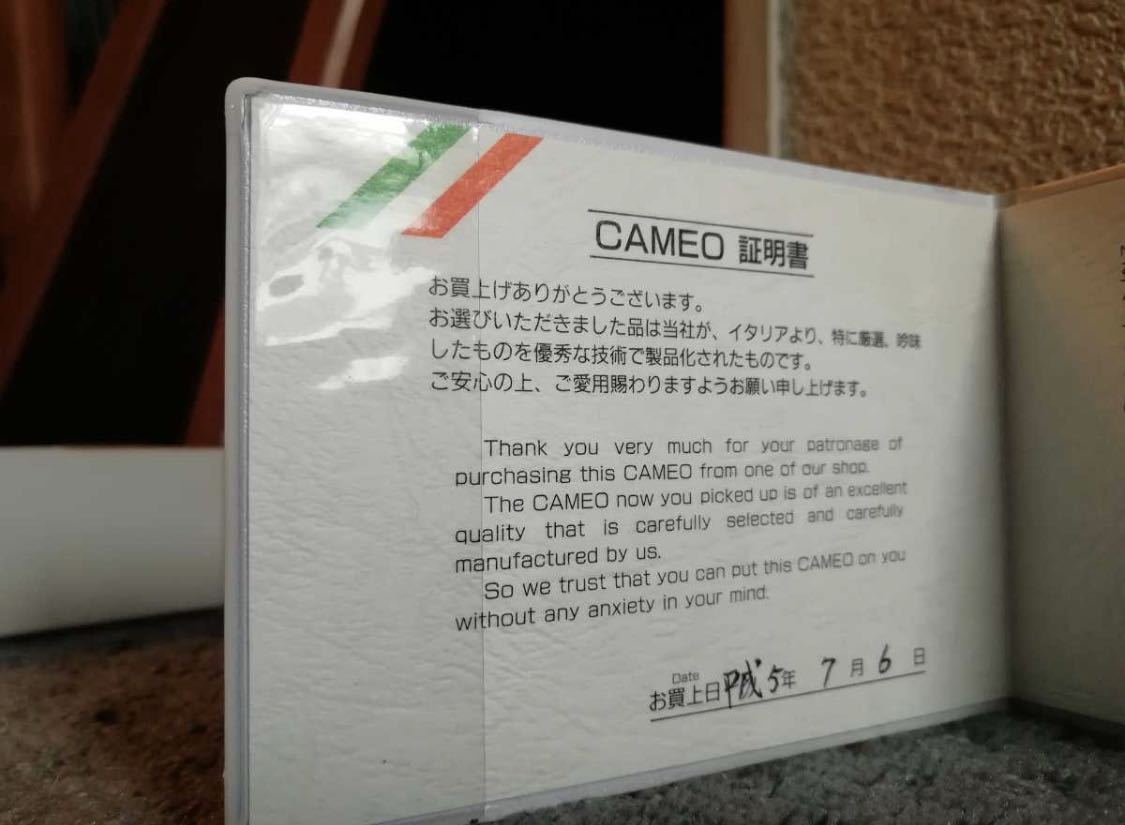 CAMEO 証明書
お買上げありがとうございます。
お選びいただきました品は当社が、イタリアより、特に厳選、吟味
したものを優秀な技術で製品化されたものです。
ご安心の上、ご愛用賜わりますようお願い申し上げます。
Thank you very much for your patronage of
purchasing this CAMEO from one of our shop.
The CAMEO now you picked up is of an excellent
quality that is carefully selected and carefully
manufactured by us.
So we trust that you can put this CAMEO on you
without any anxiety in your mind.
Date
お買上日 平成5年 7月 6日